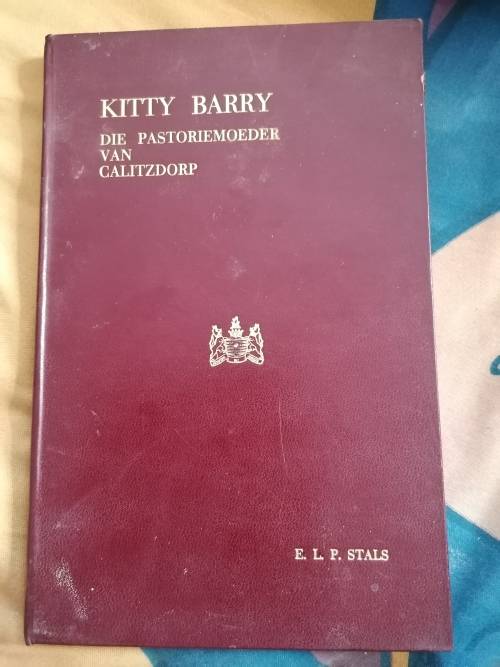 KITTY BARRY
DIE PASTORIEMOEDER
VAN
CALITZDORP
E. L. P. STALS